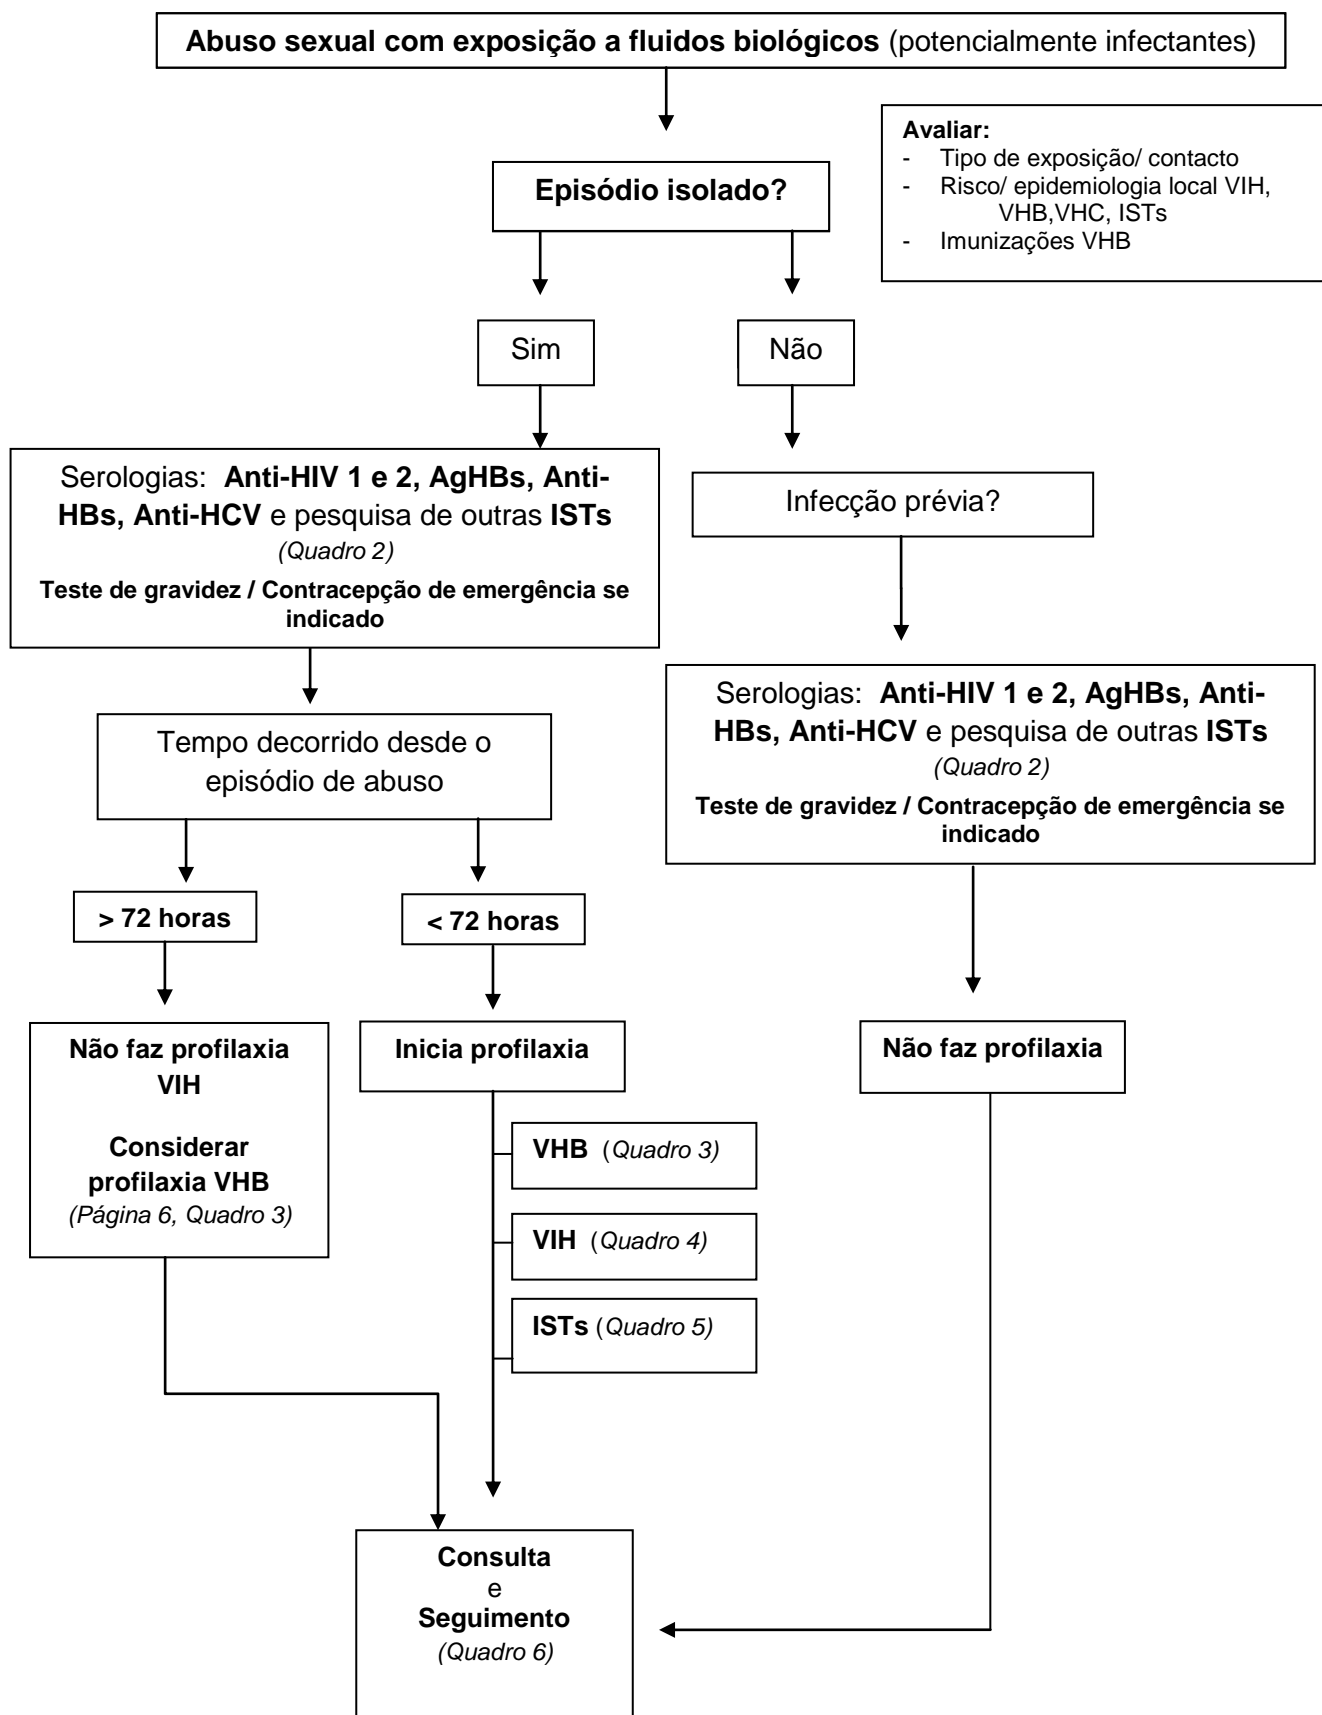 Abuso sexual com exposição a fluidos biológicos (potencialmente infectantes)
Avaliar:
- Tipo de exposição/ contacto
- Risco/ epidemiologia local VIH,
VHB,VHC, ISTs
- Imunizações VHB
Episódio isolado?
Sim
Não
Serologias: Anti-HIV 1 e 2, AgHBs, Anti-
HBs, Anti-HCV e pesquisa de outras ISTs
(Quadro 2)
Teste de gravidez / Contracepção de emergência se
indicado
Infecção prévia?
Serologias: Anti-HIV 1 e 2, AgHBs, Anti-
HBs, Anti-HCV e pesquisa de outras ISTs
(Quadro 2)
Teste de gravidez / Contracepção de emergência se
indicado
Tempo decorrido desde o
episódio de abuso
> 72 horas
< 72 horas
Não faz profilaxia
VIH
Considerar
profilaxia VHB
(Página 6, Quadro 3)
Inicia profilaxia
Não faz profilaxia
VHB (Quadro 3)
VIH (Quadro 4)
ISTs (Quadro 5)
Consulta
e
Seguimento
(Quadro 6)